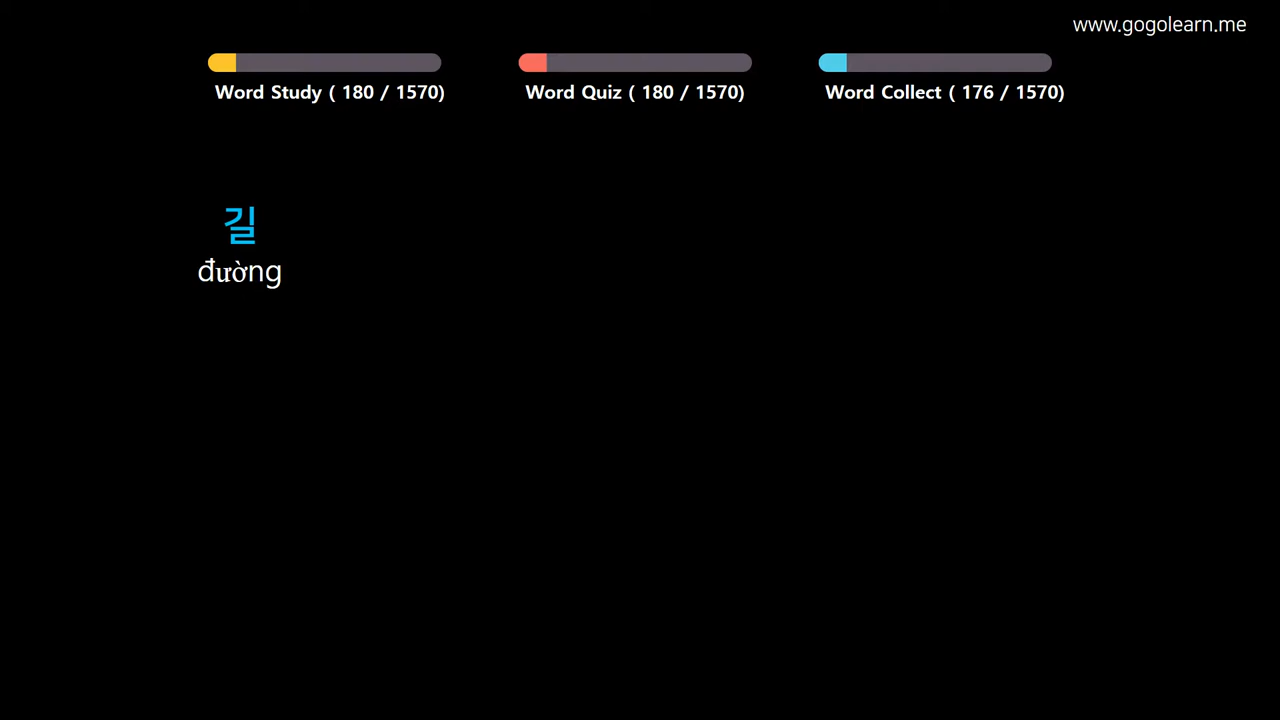 www.gogolearn.me
Word Study ( 180 / 1570)
Word Quiz ( 180 / 1570)
Word Collect ( 176 / 1570)
길
đường